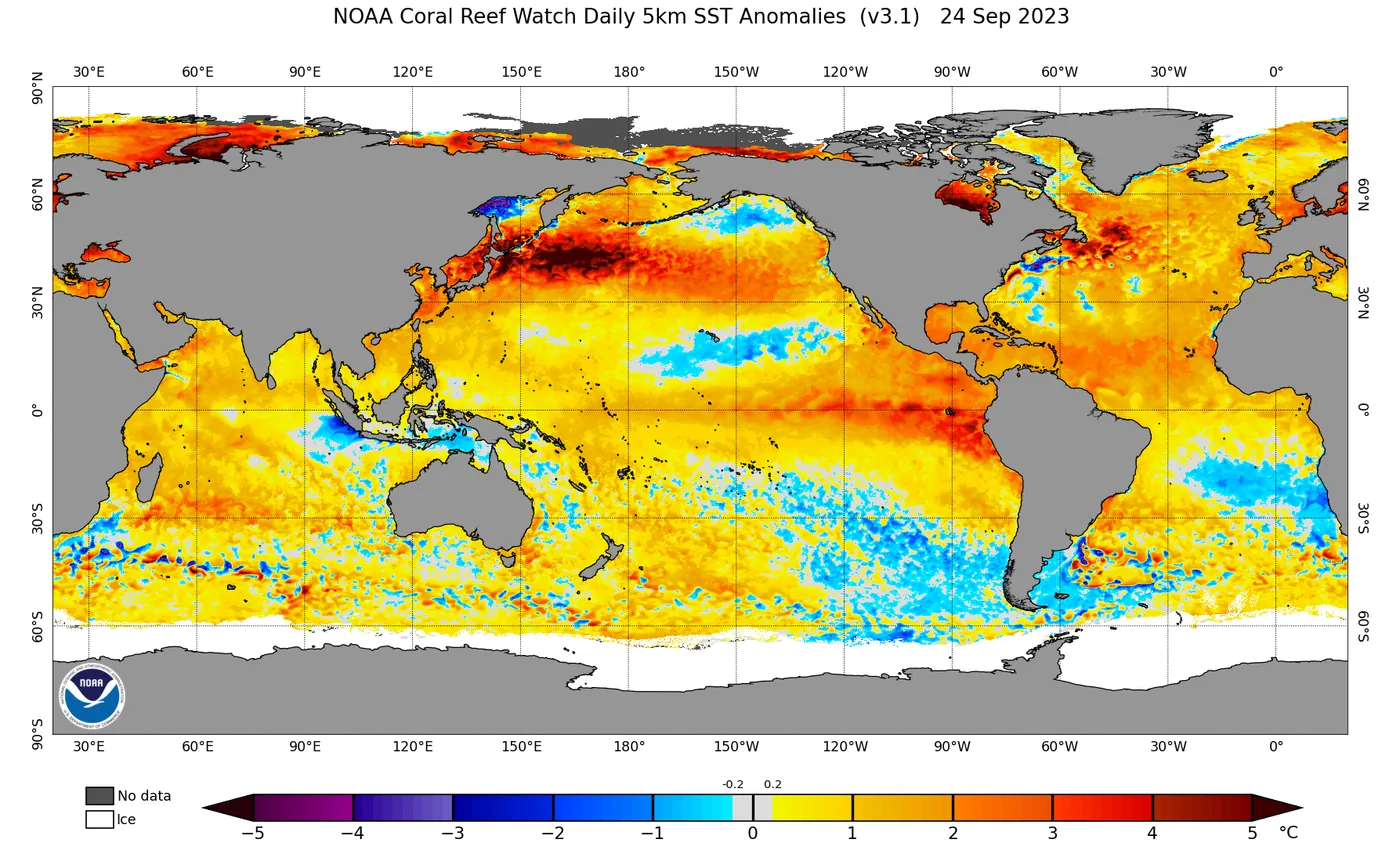 NOAA Coral Reef Watch Daily 5km SST Anomalies (v3.1) 24 Sep 2023
30°E 60°E 90°E 120°E 150°E 180° 150°W 120°W 90°W 60°W 30°W 0°
90°N
60°N 60°N
30°N 30°N
0° 0°
30°S 30°S
60°S 60°S
90°S
NOAA
30°E 60°E 90°E 120°E 150°E 180° 150°W 120°W 90°W 60°W 30°W 0°
-0.2 0.2
No data
Ice
−5 −4 −3 −2 −1 0 1 2 3 4 5 °C